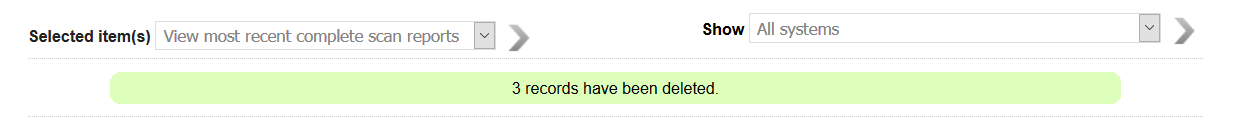 Selected item(s) View most recent complete scan reports Show All systems
3 records have been deleted.